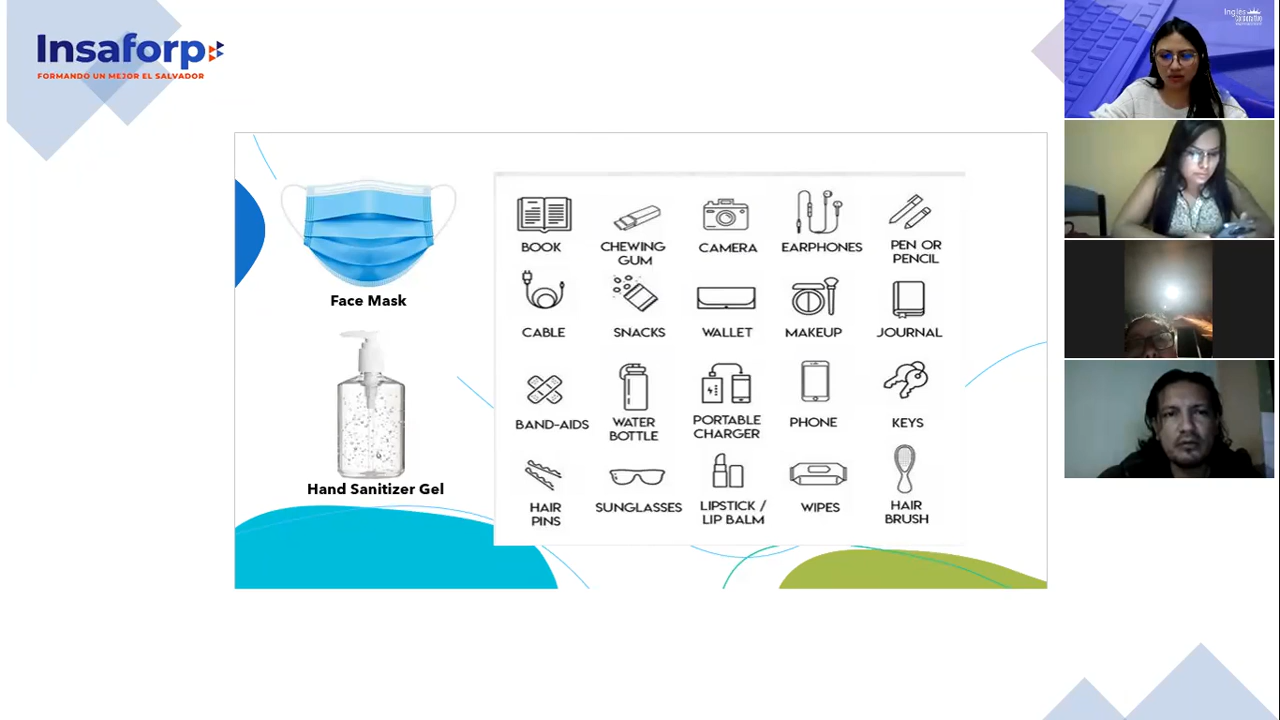 Insaforp
FORMANDO UN MEJOR EL SALVADOR
Inglés
corporativo
Face Mask
Hand Sanitizer Gel
BOOK
CHEWING
GUM
CAMERA
EARPHONES
PEN OR
PENCIL
CABLE
SNACKS
WALLET
MAKEUP
JOURNAL
BAND-AIDS
WATER
BOTTLE
PORTABLE
CHARGER
PHONE
KEYS
HAIR
PINS
SUNGLASSES
LIPSTICK /
LIP BALM
WIPES
HAIR
BRUSH